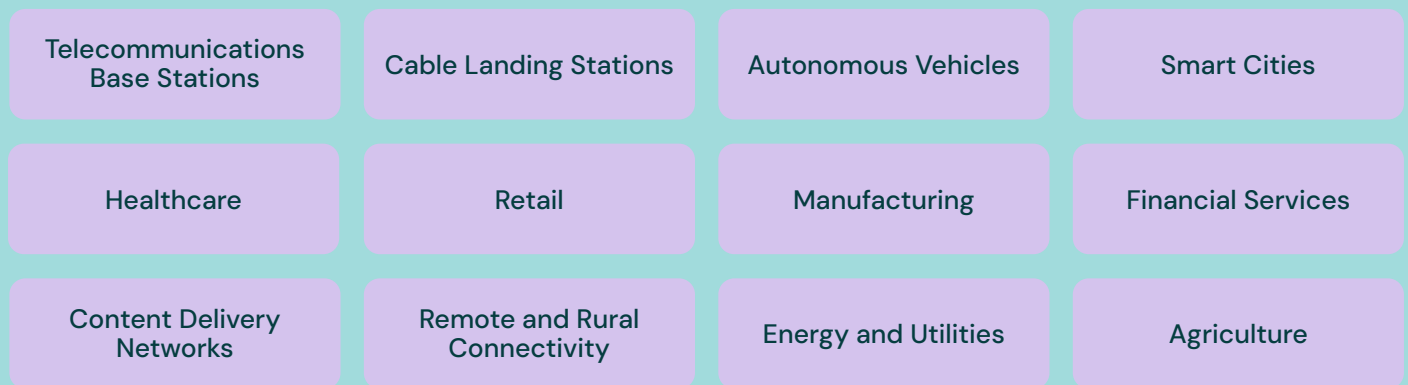 Telecommunications
Base Stations
Cable Landing Stations
Autonomous Vehicles
Smart Cities
Healthcare
Retail
Manufacturing
Financial Services
Content Delivery
Networks
Remote and Rural
Connectivity
Energy and Utilities
Agriculture